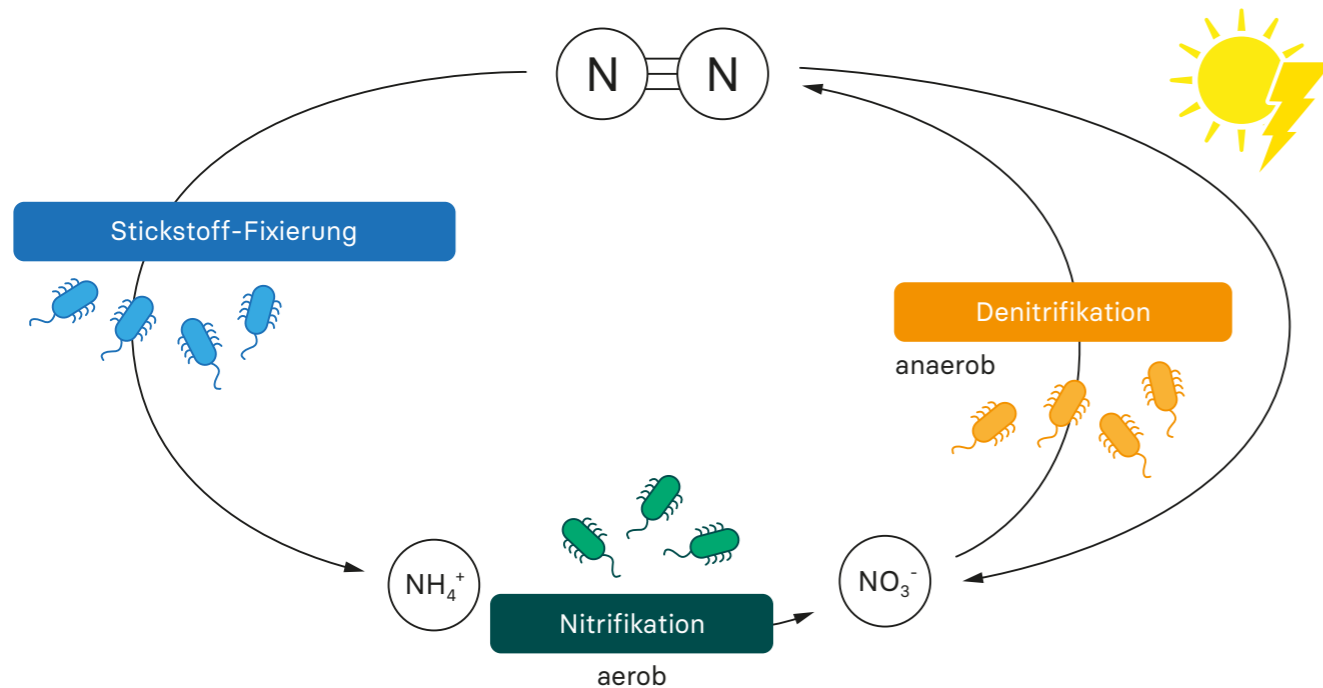 N N
Stickstoff-Fixierung
Denitrifikation
anaerob
NH₄⁺
NO₃⁻
Nitrifikation
aerob